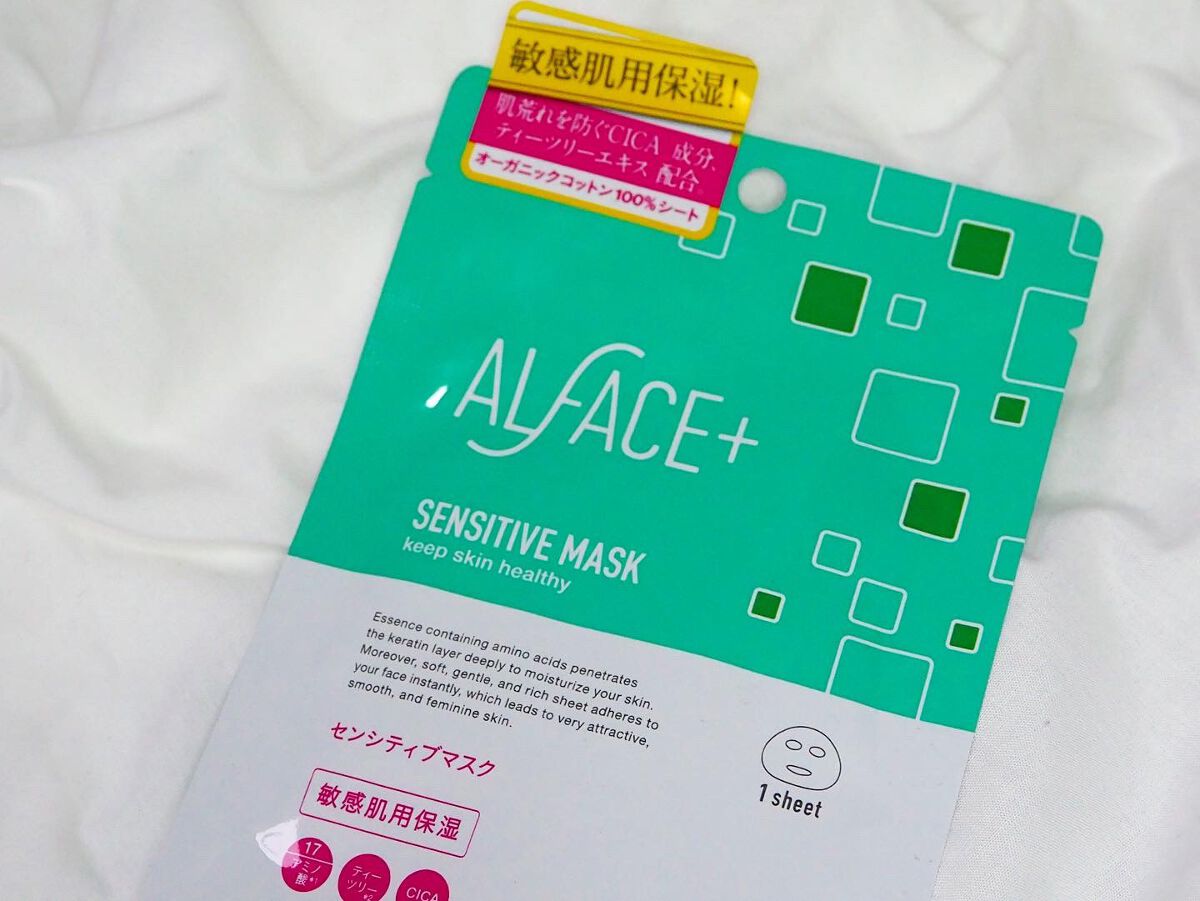 敏感肌用保湿!
肌荒れを防ぐCICA 成分、
ティーツリーエキス 配合。
オーガニックコットン100%シート
ALFACE+
SENSITIVE MASK
keep skin healthy
Essence containing amino acids penetrates
the keratin layer deeply to moisturize your skin.
Moreover, soft, gentle, and rich sheet adheres to
your face instantly, which leads to very attractive,
smooth, and feminine skin.
1 sheet
センシティブマスク
敏感肌用保湿
17
アミノ
酸※1
ティー
ツリー
※2
CICA